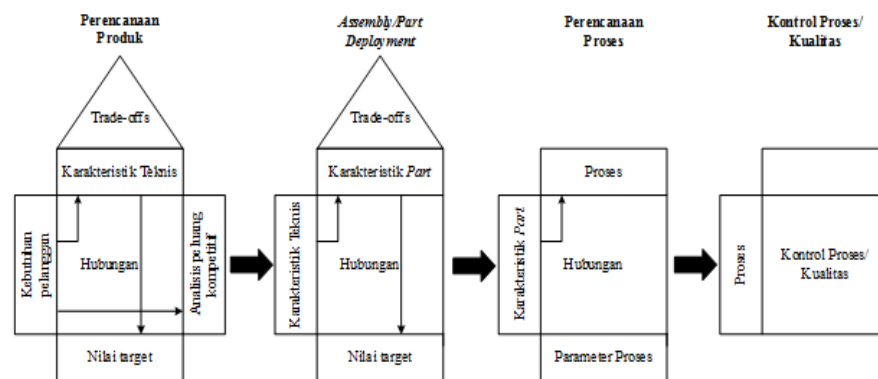 Perencanaan
Produk
Assembly/Part
Deployment
Perencanaan
Proses
Kontrol Proses/
Kualitas
Trade-offs
Karakteristik Teknis
Kebutuhan
pelanggan
Hubungan
Analisis peluang
kompetitif
Nilai target
Trade-offs
Karakteristik Part
Karakteristik Teknis
Hubungan
Nilai target
Proses
Karakteristik Part
Hubungan
Parameter Proses
Proses
Kontrol Proses/
Kualitas